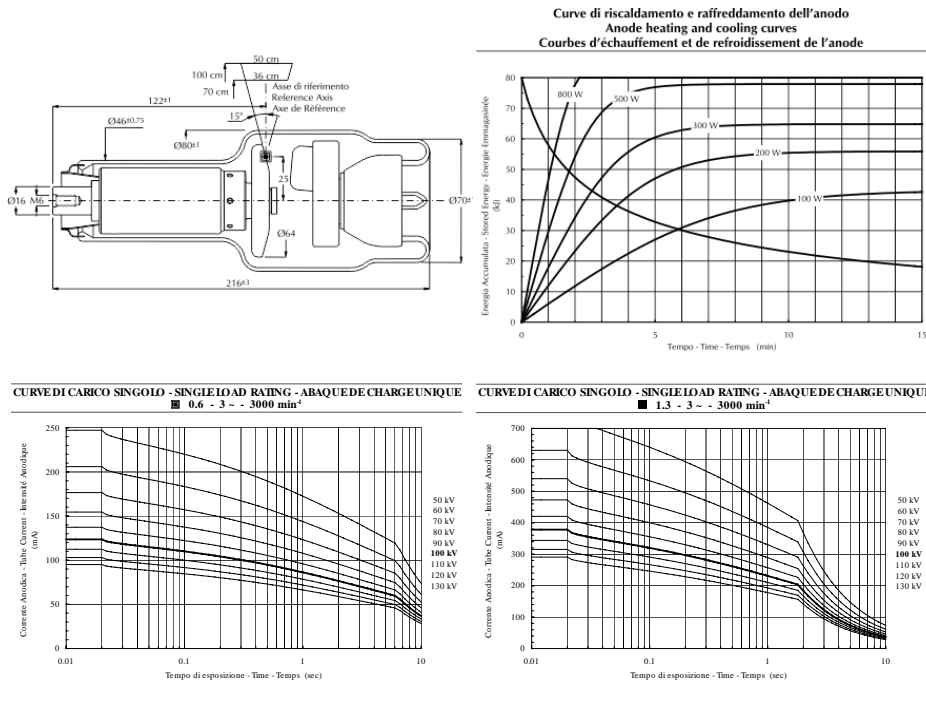 50 cm
100 cm
36 cm
70 cm
Asse di riferimento
Reference Axis
Axe de Rèfèrence
122±1
15°
Ø46±0.75
Ø80±1
25
Ø16
M6
Ø70±
Ø64
216±3
Curve di riscaldamento e raffreddamento dell'anodo
Anode heating and cooling curves
Courbes d'échauffement et de refroidissement de l'anode
Energia Accumulata - Stored Energy - Energie Emmagasinée
(kJ)
80
70
60
50
40
30
20
10
0
800 W
500 W
300 W
200 W
100 W
0
5
10
15
Tempo - Time - Temps (min)
CURVE DI CARICO SINGOLO - SINGLE LOAD RATING - ABAQUE DE CHARGE UNIQUE
0.6 - 3 ~ - 3000 min-1
Corrente Anodica - Tube Current - Intensité Anodique
(mA)
250
200
150
100
50
0
50 kV
60 kV
70 kV
80 kV
90 kV
100 kV
110 kV
120 kV
130 kV
0.01
0.1
1
10
Tempo di esposizione - Time - Temps (sec)
CURVE DI CARICO SINGOLO - SINGLE LOAD RATING - ABAQUE DE CHARGE UNIQU
1.3 - 3 ~ - 3000 min-1
Corrente Anodica - Tube Current - Intensité Anodique
(mA)
700
600
500
400
300
200
100
0
50 kV
60 kV
70 kV
80 kV
90 kV
100 kV
110 kV
120 kV
130 kV
0.01
0.1
1
10
Tempo di esposizione - Time - Temps (sec)